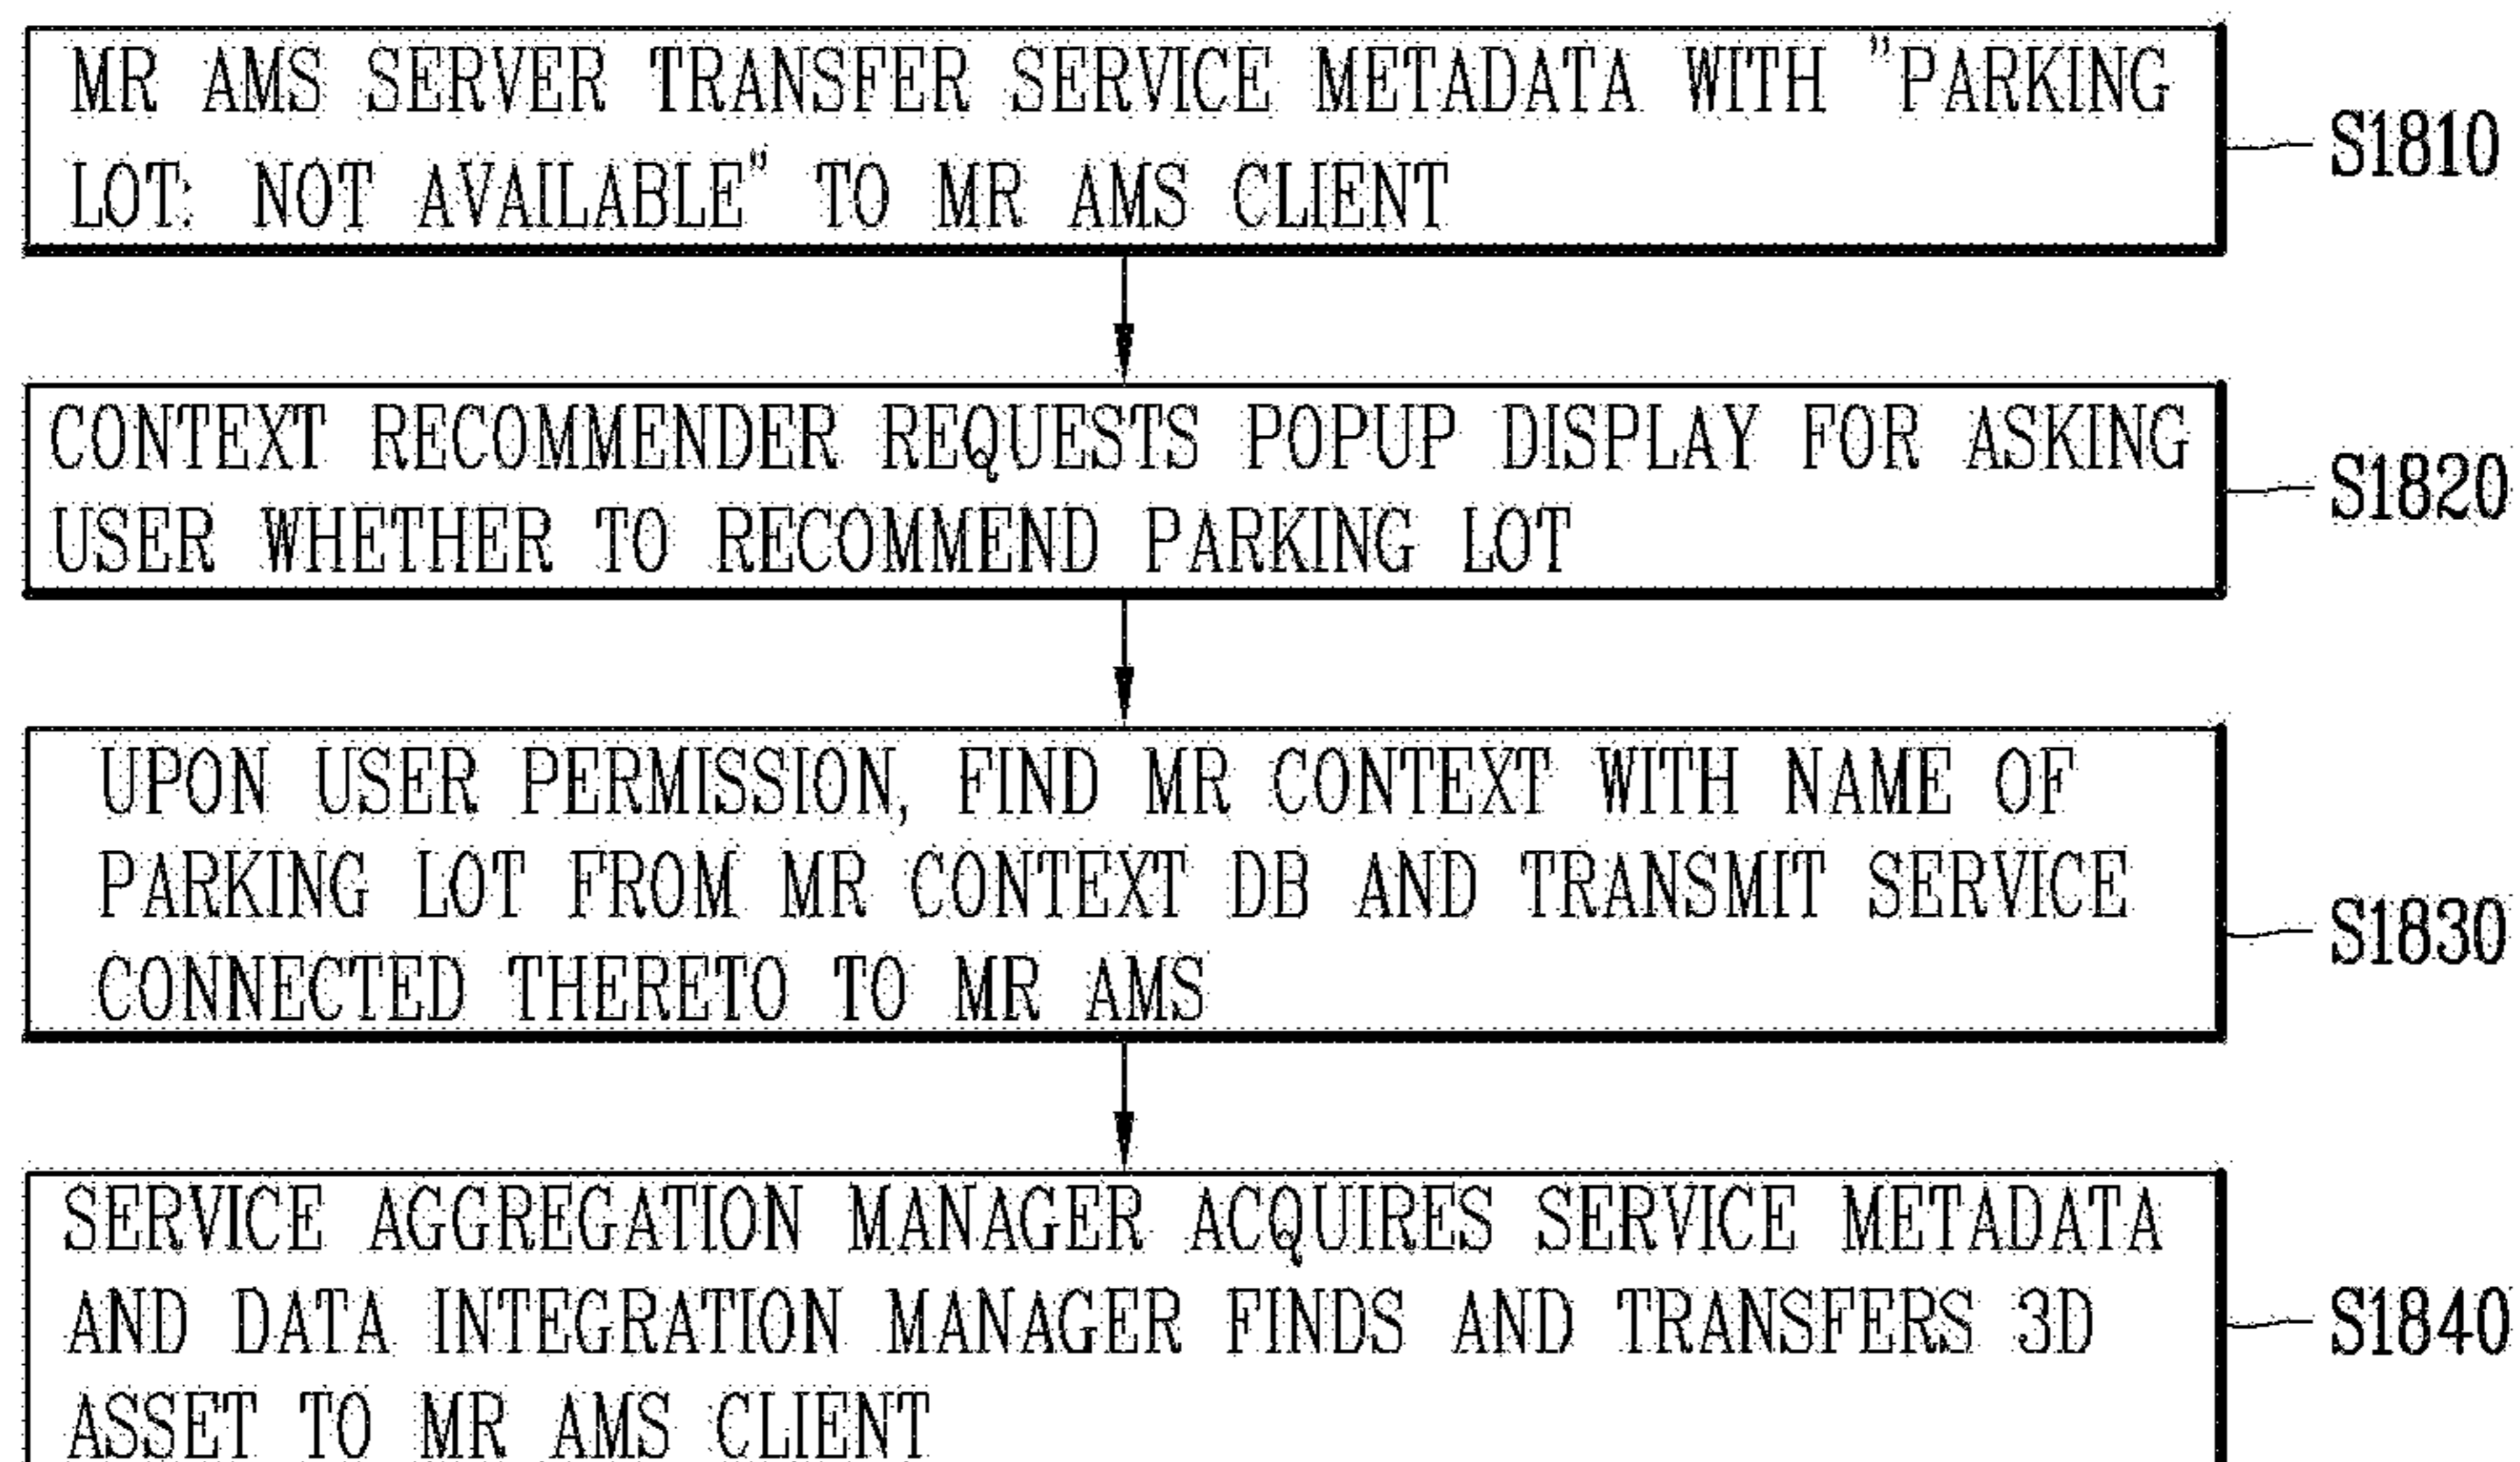 MR AMS SERVER TRANSFER SERVICE METADATA WITH "PARKING
LOT: NOT AVAILABLE" TO MR AMS CLIENT
S1810
CONTEXT RECOMMENDER REQUESTS POPUP DISPLAY FOR ASKING
USER WHETHER TO RECOMMEND PARKING LOT
S1820
UPON USER PERMISSION, FIND MR CONTEXT WITH NAME OF
PARKING LOT FROM MR CONTEXT DB AND TRANSMIT SERVICE
CONNECTED THERETO TO MR AMS
S1830
SERVICE AGGREGATION MANAGER ACQUIRES SERVICE METADATA
AND DATA INTEGRATION MANAGER FINDS AND TRANSFERS 3D
ASSET TO MR AMS CLIENT
S1840